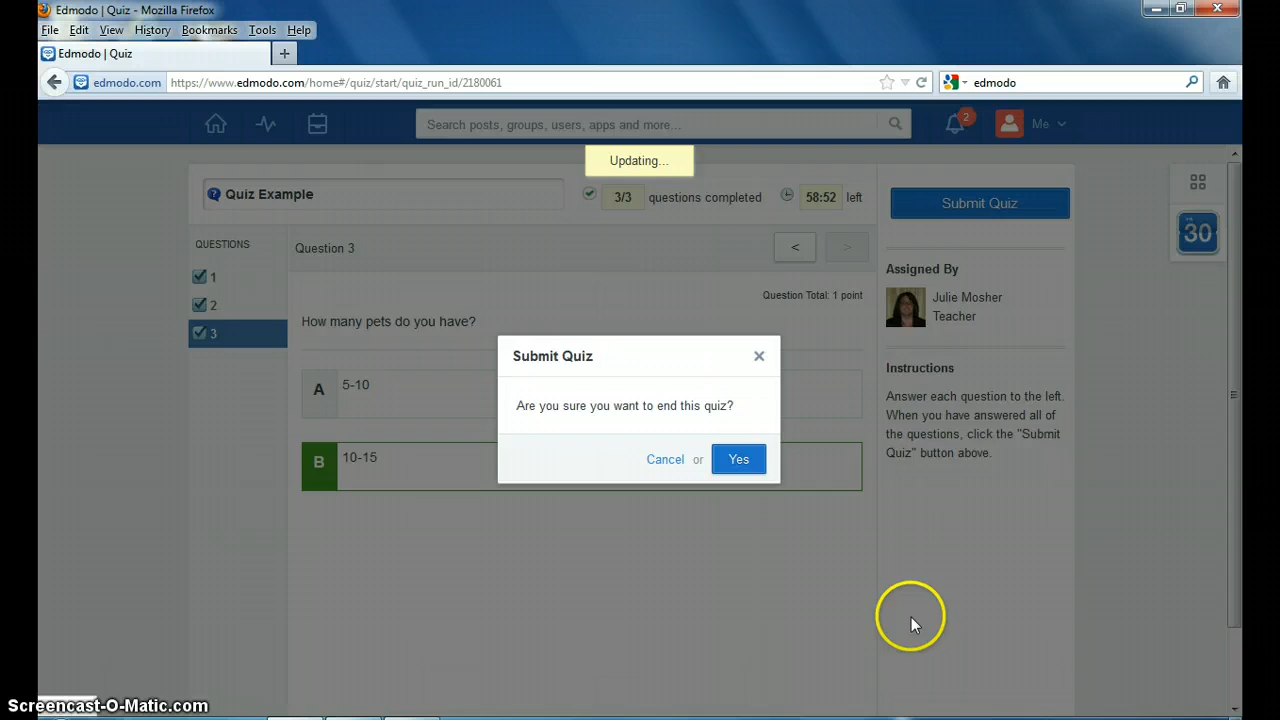 Edmodo | Quiz - Mozilla Firefox
File Edit View History Bookmarks Tools Help
Edmodo | Quiz
edmodo.com https://www.edmodo.com/home#/quiz/start/quiz_run_id/2180061 edmodo
Search posts, groups, users, apps and more... 2 Me
Updating...
Quiz Example 3/3 questions completed 58:52 left Submit Quiz
30
QUESTIONS Question 3 < >
1
2
3
Question Total: 1 point
How many pets do you have?
A 5-10
B 10-15
Submit Quiz
Are you sure you want to end this quiz?
Cancel or Yes
Assigned By
Julie Mosher
Teacher
Instructions
Answer each question to the left.
When you have answered all of
the questions, click the "Submit
Quiz" button above.
Screencast-O-Matic.com